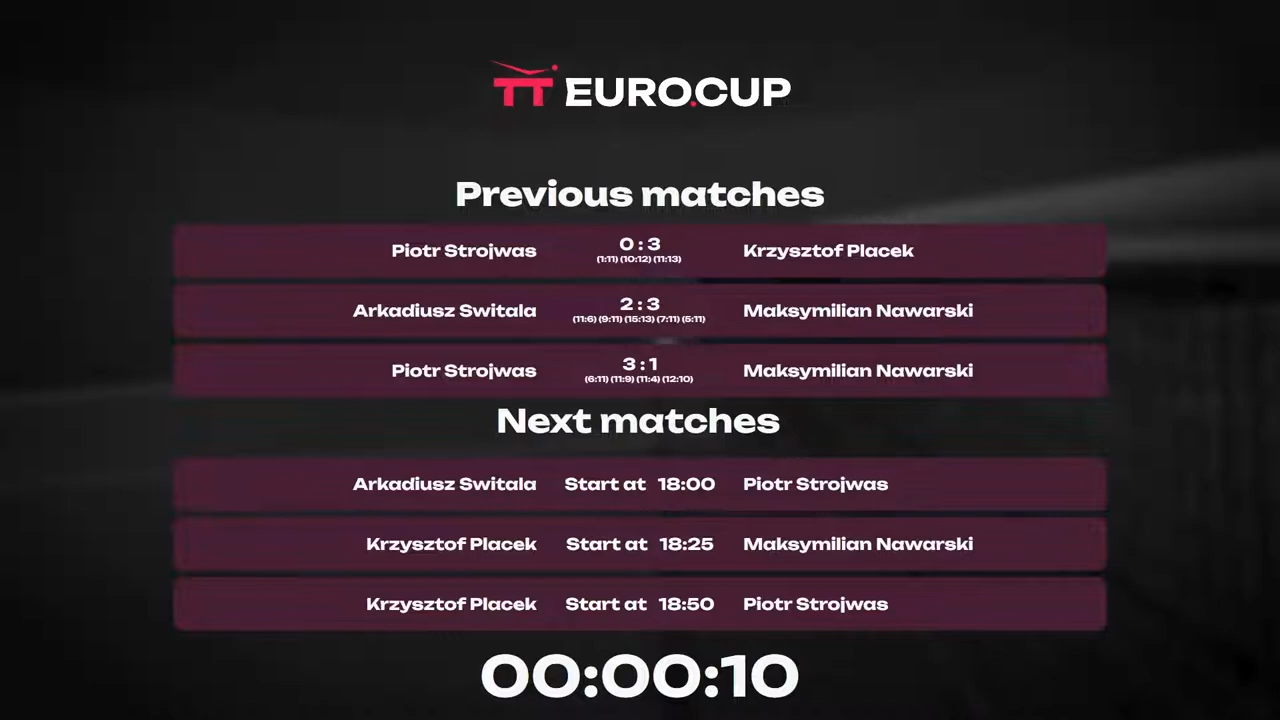 TT EURO.CUP
Previous matches
Piotr Strojwas 0 : 3 Krzysztof Placek
(1:11) (10:12) (11:13)
Arkadiusz Switala 2 : 3 Maksymilian Nawarski
(11:6) (9:11) (15:13) (7:11) (5:11)
Piotr Strojwas 3 : 1 Maksymilian Nawarski
(6:11) (11:9) (11:4) (12:10)
Next matches
Arkadiusz Switala Start at 18:00 Piotr Strojwas
Krzysztof Placek Start at 18:25 Maksymilian Nawarski
Krzysztof Placek Start at 18:50 Piotr Strojwas
00:00:10